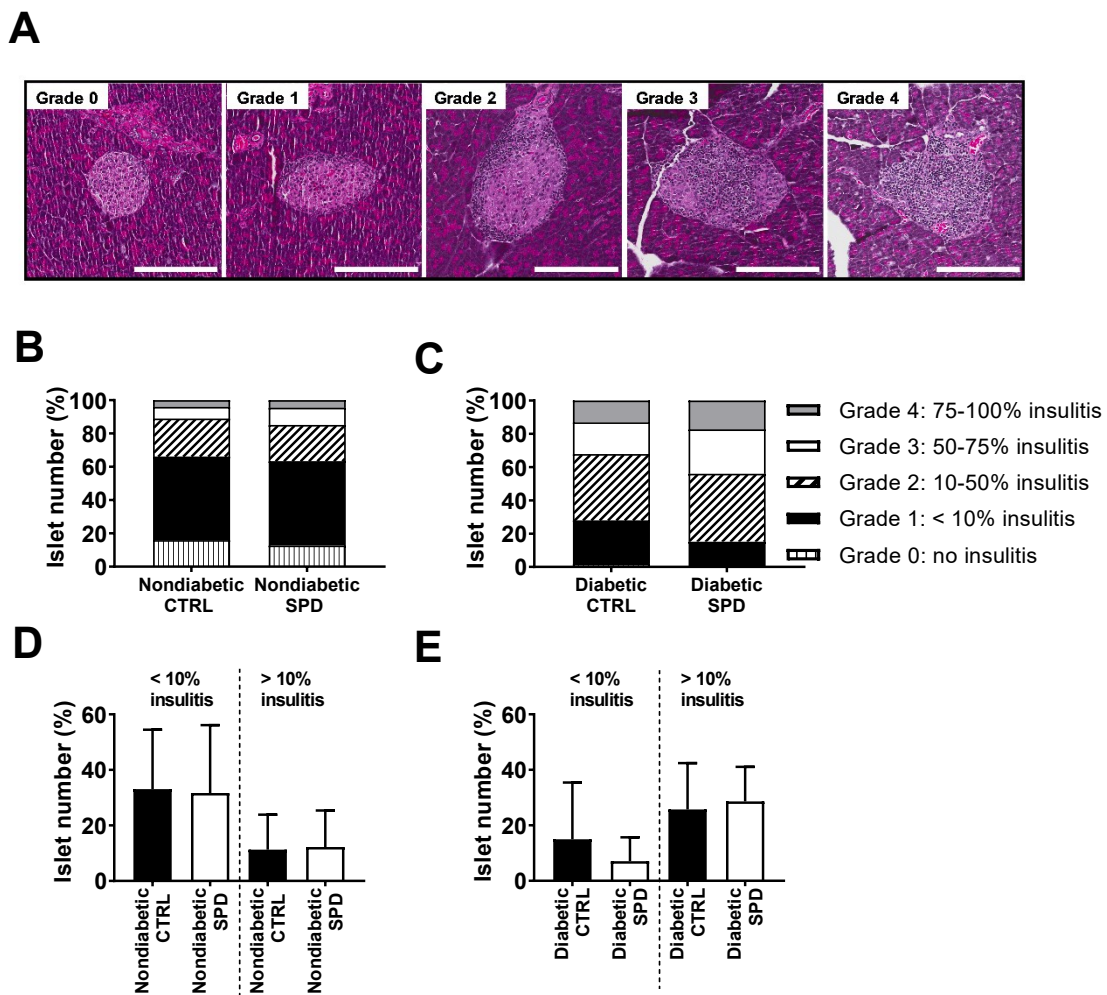 A
Grade 0
Grade 1
Grade 2
Grade 3
Grade 4
B
Islet number (%)
100
80
60
40
20
0
Nondiabetic
CTRL
Nondiabetic
SPD
C
Islet number (%)
100
80
60
40
20
0
Diabetic
CTRL
Diabetic
SPD
Grade 4: 75-100% insulitis
Grade 3: 50-75% insulitis
Grade 2: 10-50% insulitis
Grade 1: < 10% insulitis
Grade 0: no insulitis
D
< 10%
insulitis
> 10%
insulitis
Islet number (%)
60
40
20
0
Nondiabetic
CTRL
Nondiabetic
SPD
Nondiabetic
CTRL
Nondiabetic
SPD
E
< 10%
insulitis
> 10%
insulitis
Islet number (%)
60
40
20
0
Diabetic
CTRL
Diabetic
SPD
Diabetic
CTRL
Diabetic
SPD